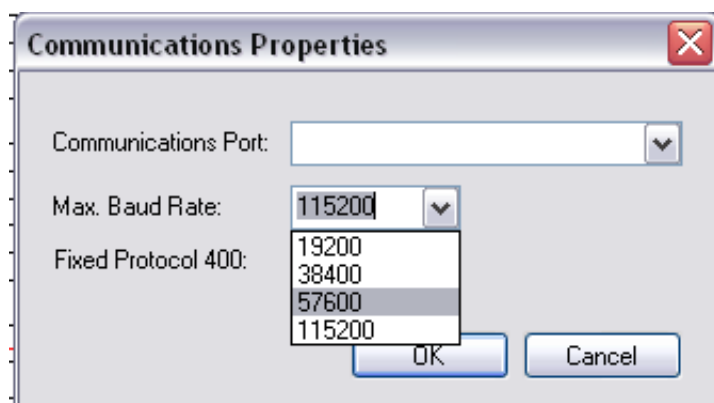 Communications Properties
Communications Port:
Max. Baud Rate: 115200
19200
Fixed Protocol 400: 38400
57600
115200
OK Cancel